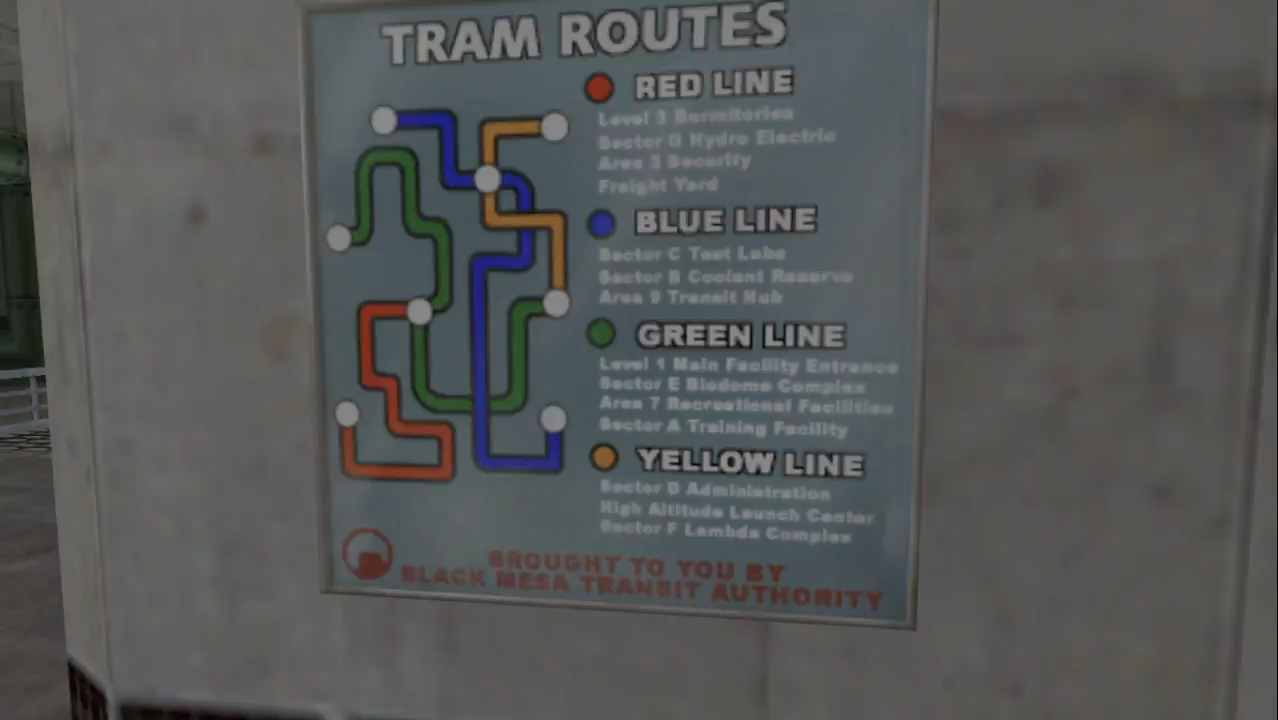 TRAM ROUTES
RED LINE
Level 3 Dormitories
Sector G Hydro Electric
Area 3 Security
Freight Yard
BLUE LINE
Sector C Test Labs
Sector B Coolant Reserve
Area 9 Transit Hub
GREEN LINE
Level 1 Main Facility Entrance
Sector E Biodome Complex
Area 7 Recreational Facilities
Sector A Training Facility
YELLOW LINE
Sector D Administration
High Altitude Launch Center
Sector F Lambda Complex
BROUGHT TO YOU BY
BLACK MESA TRANSIT AUTHORITY